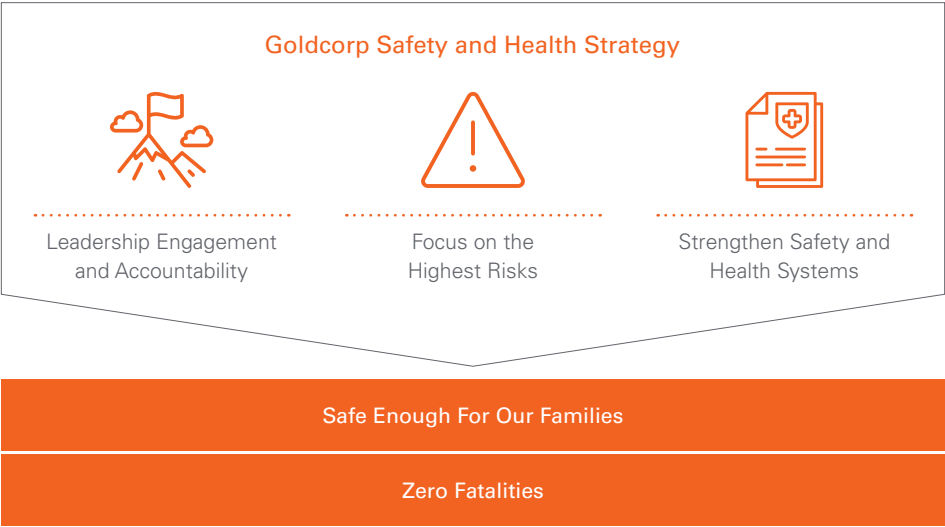 Goldcorp Safety and Health Strategy
Leadership Engagement
and Accountability
Focus on the
Highest Risks
Strengthen Safety and
Health Systems
Safe Enough For Our Families
Zero Fatalities